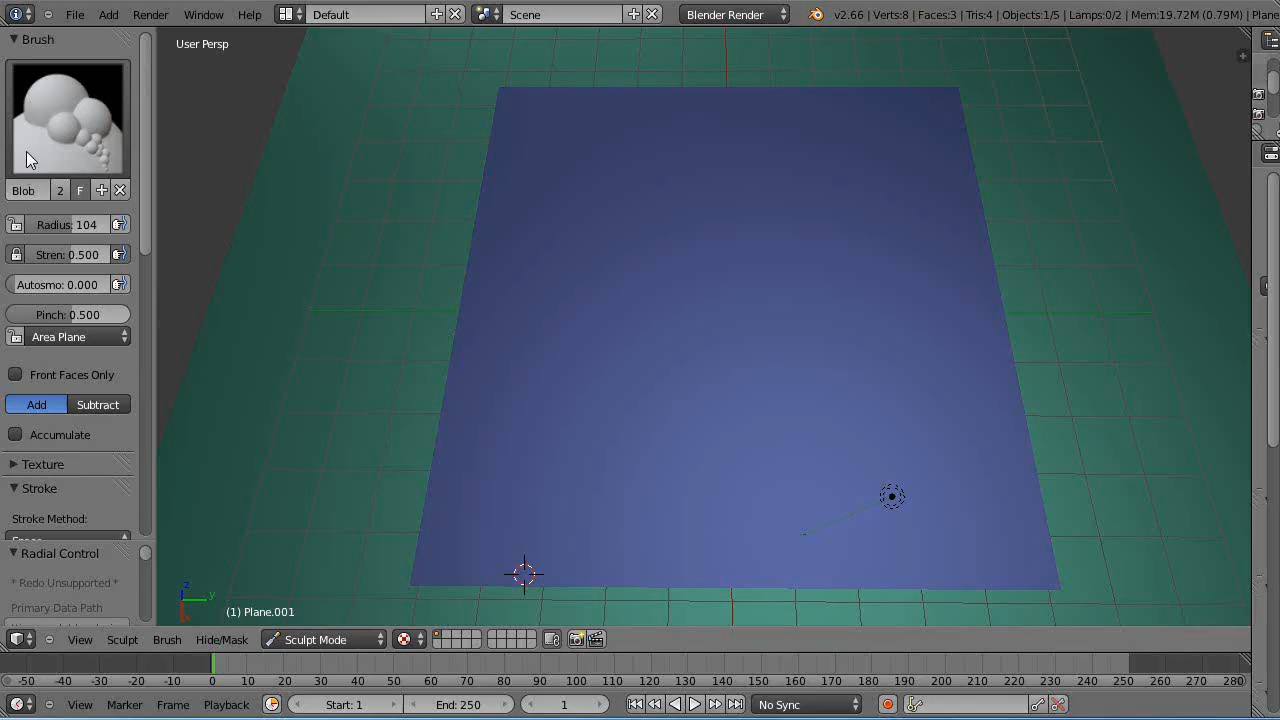 File Add Render Window Help Default Scene Blender Render v2.66 | Verts:8 | Faces:3 | Tris:4 | Objects:1/5 | Lamps:0/2 | Mem:19.72M (0.79M) | Plane
Brush
User Persp
Blob 2 F
Radius: 104
Stren: 0.500
Autosmo: 0.000
Pinch: 0.500
Area Plane
Front Faces Only
Add Subtract
Accumulate
Texture
Stroke
Stroke Method:
Radial Control
* Redo Unsupported *
Primary Data Path
z
y
(1) Plane.001
View Sculpt Brush Hide/Mask Sculpt Mode
-50 -40 -30 -20 -10 0 10 20 30 40 50 60 70 80 90 100 110 120 130 140 150 160 170 180 190 200 210 220 230 240 250 260 270 280
View Marker Frame Playback Start: 1 End: 250 1 No Sync